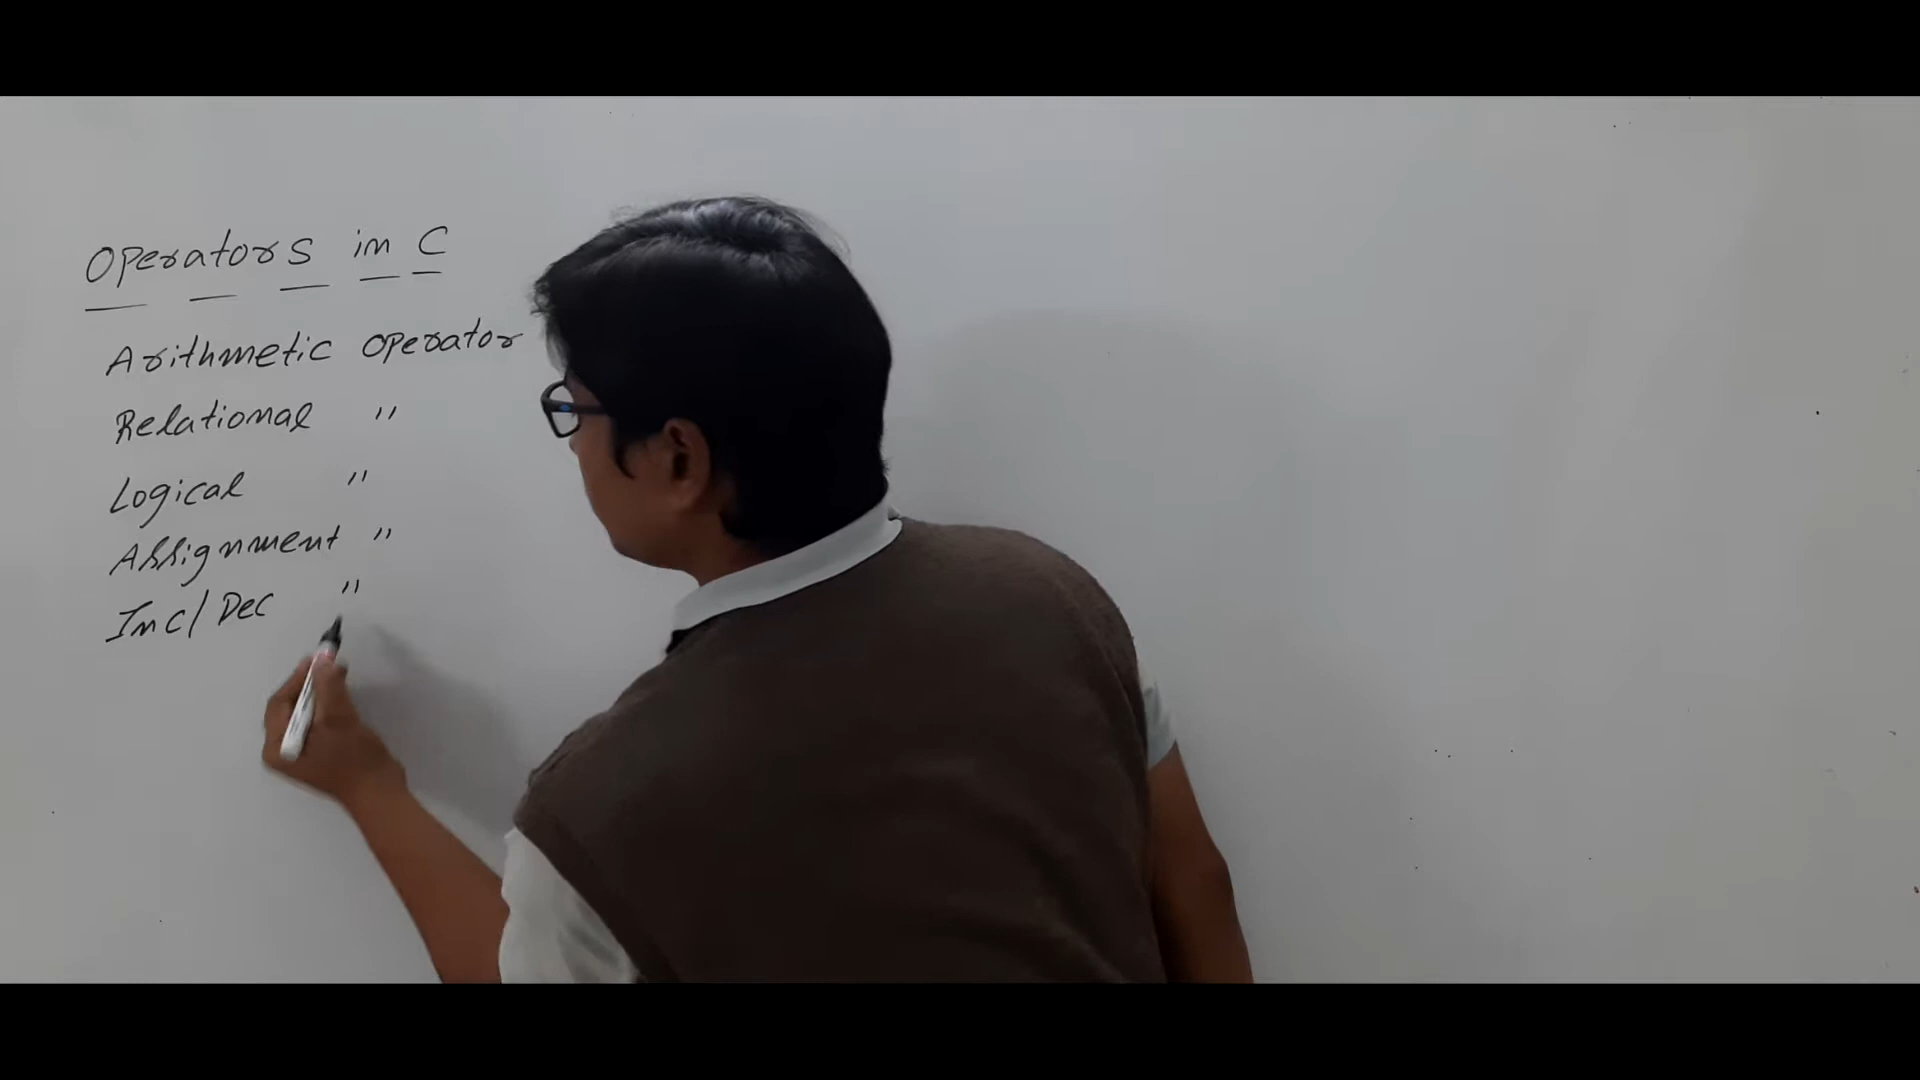 Operators in C
Arithmetic Operator
Relational "
Logical "
Assignment "
Inc/Dec "